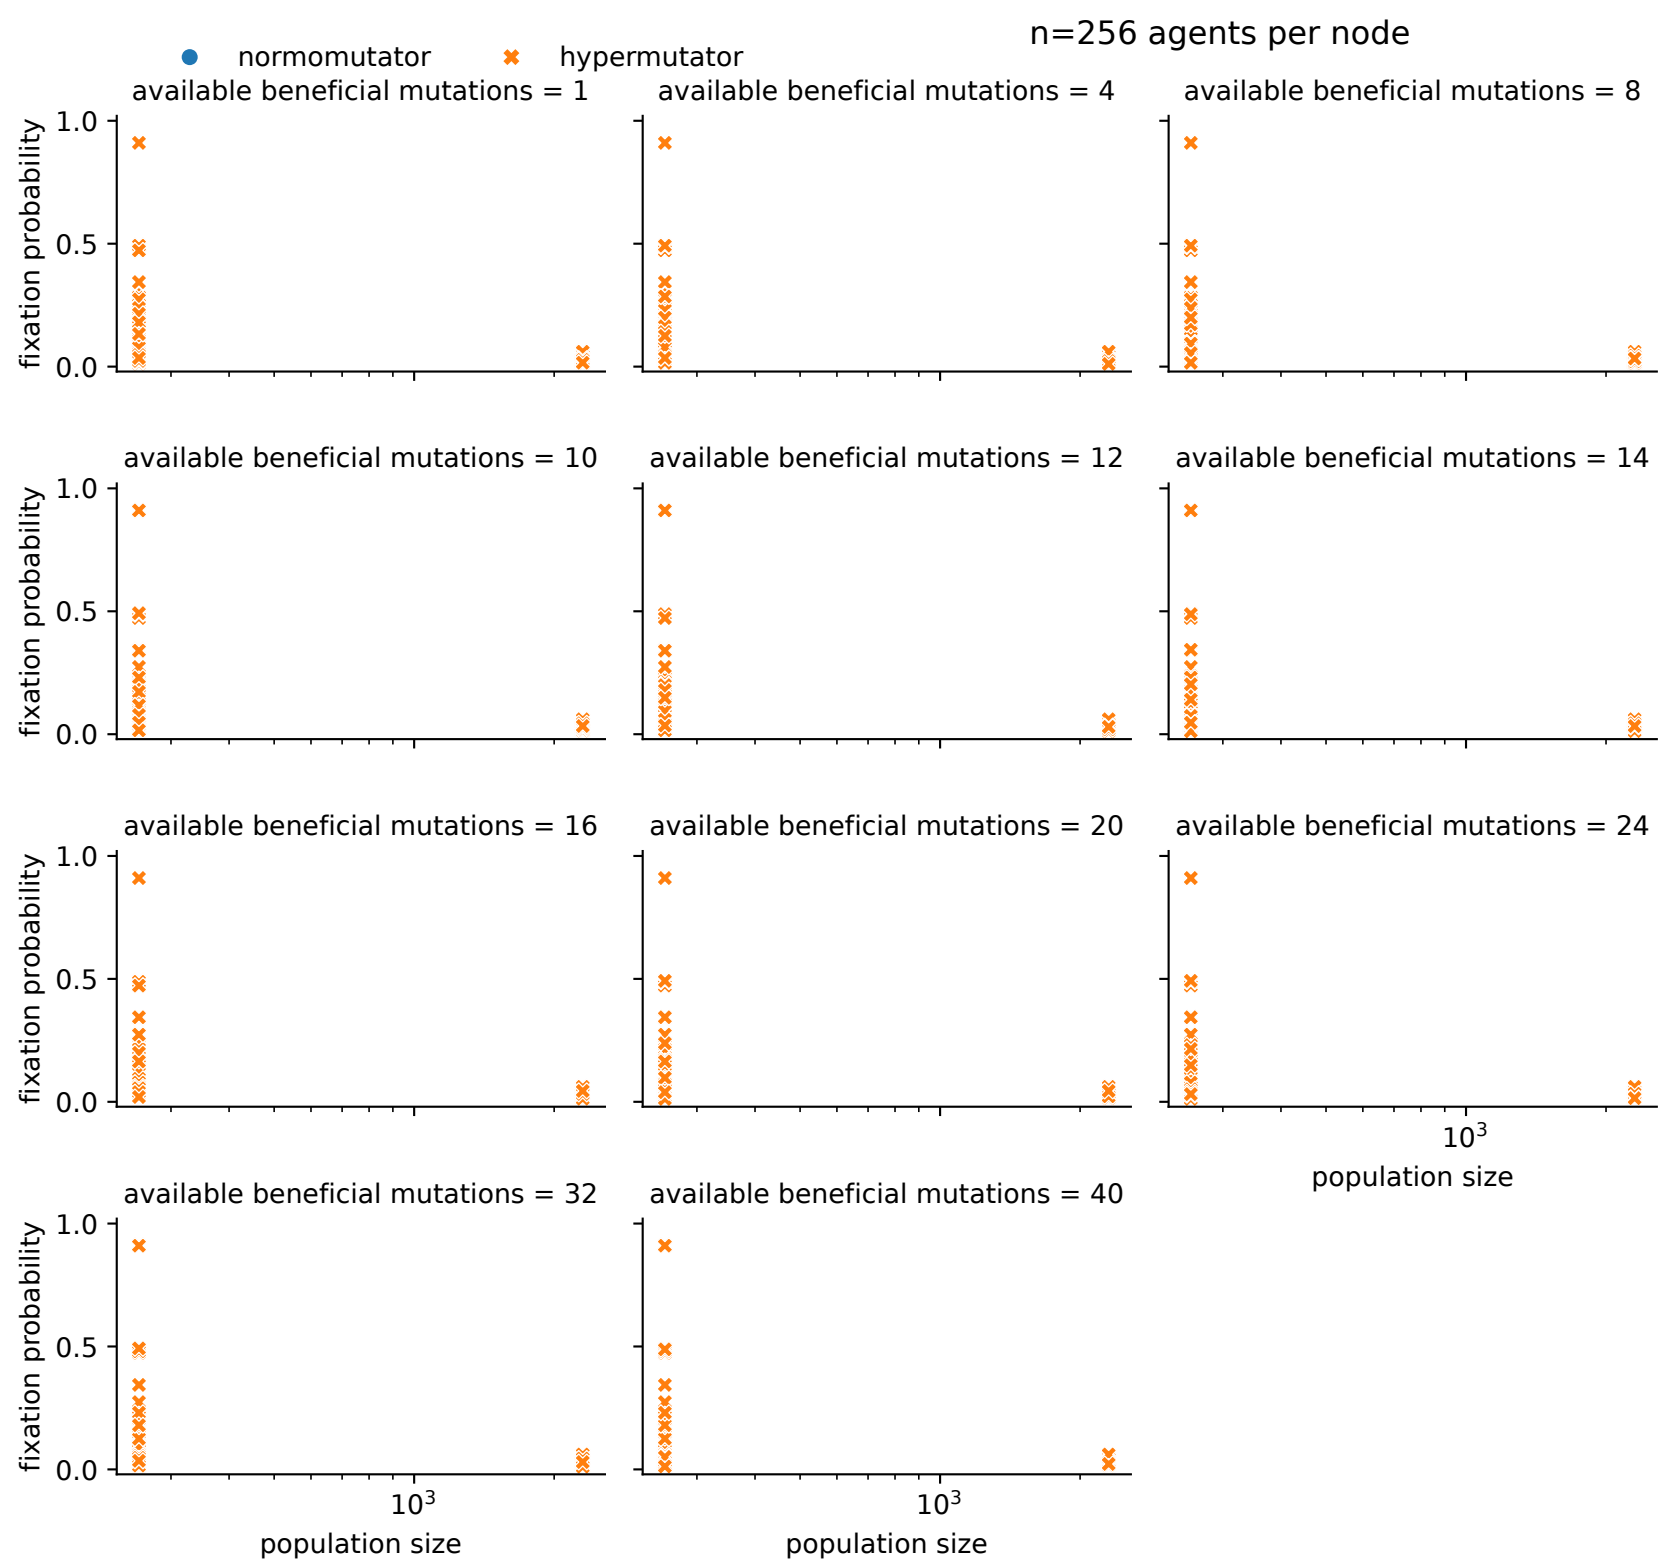 n=256 agents per node
normomutator hypermutator
available beneficial mutations = 1 available beneficial mutations = 4 available beneficial mutations = 8
1.0
0.5
0.0
fixation probability
available beneficial mutations = 10 available beneficial mutations = 12 available beneficial mutations = 14
1.0
0.5
0.0
fixation probability
available beneficial mutations = 16 available beneficial mutations = 20 available beneficial mutations = 24
1.0
0.5
0.0
fixation probability
10³
population size
available beneficial mutations = 32 available beneficial mutations = 40
1.0
0.5
0.0
fixation probability
10³ 10³
population size population size